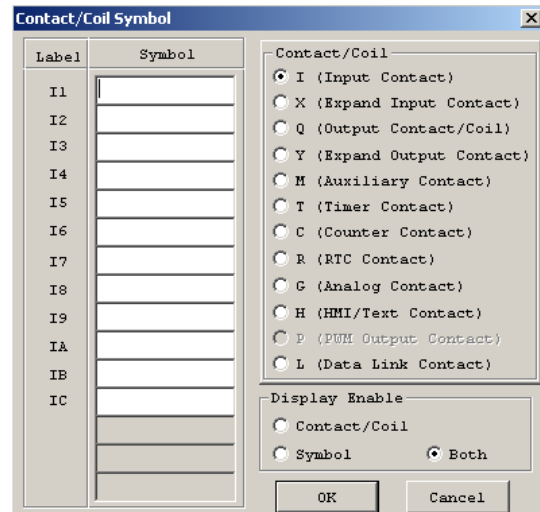 Contact/Coil Symbol
Label Symbol
I1
I2
I3
I4
I5
I6
I7
I8
I9
IA
IB
IC
Contact/Coil
I (Input Contact)
X (Expand Input Contact)
Q (Output Contact/Coil)
Y (Expand Output Contact)
M (Auxiliary Contact)
T (Timer Contact)
C (Counter Contact)
R (RTC Contact)
G (Analog Contact)
H (HMI/Text Contact)
P (PWM Output Contact)
L (Data Link Contact)
Display Enable
Contact/Coil
Symbol Both
OK Cancel